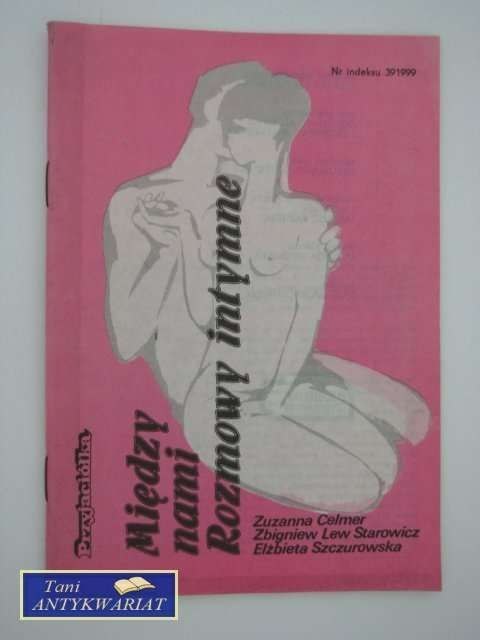 Nr indeksu 391999
Przyjaciółka
Między
nami
Rozmowy intymne
Zuzanna Celmer
Zbigniew Lew Starowicz
Elżbieta Szczurowska
Tani
ANTYKWARIAT